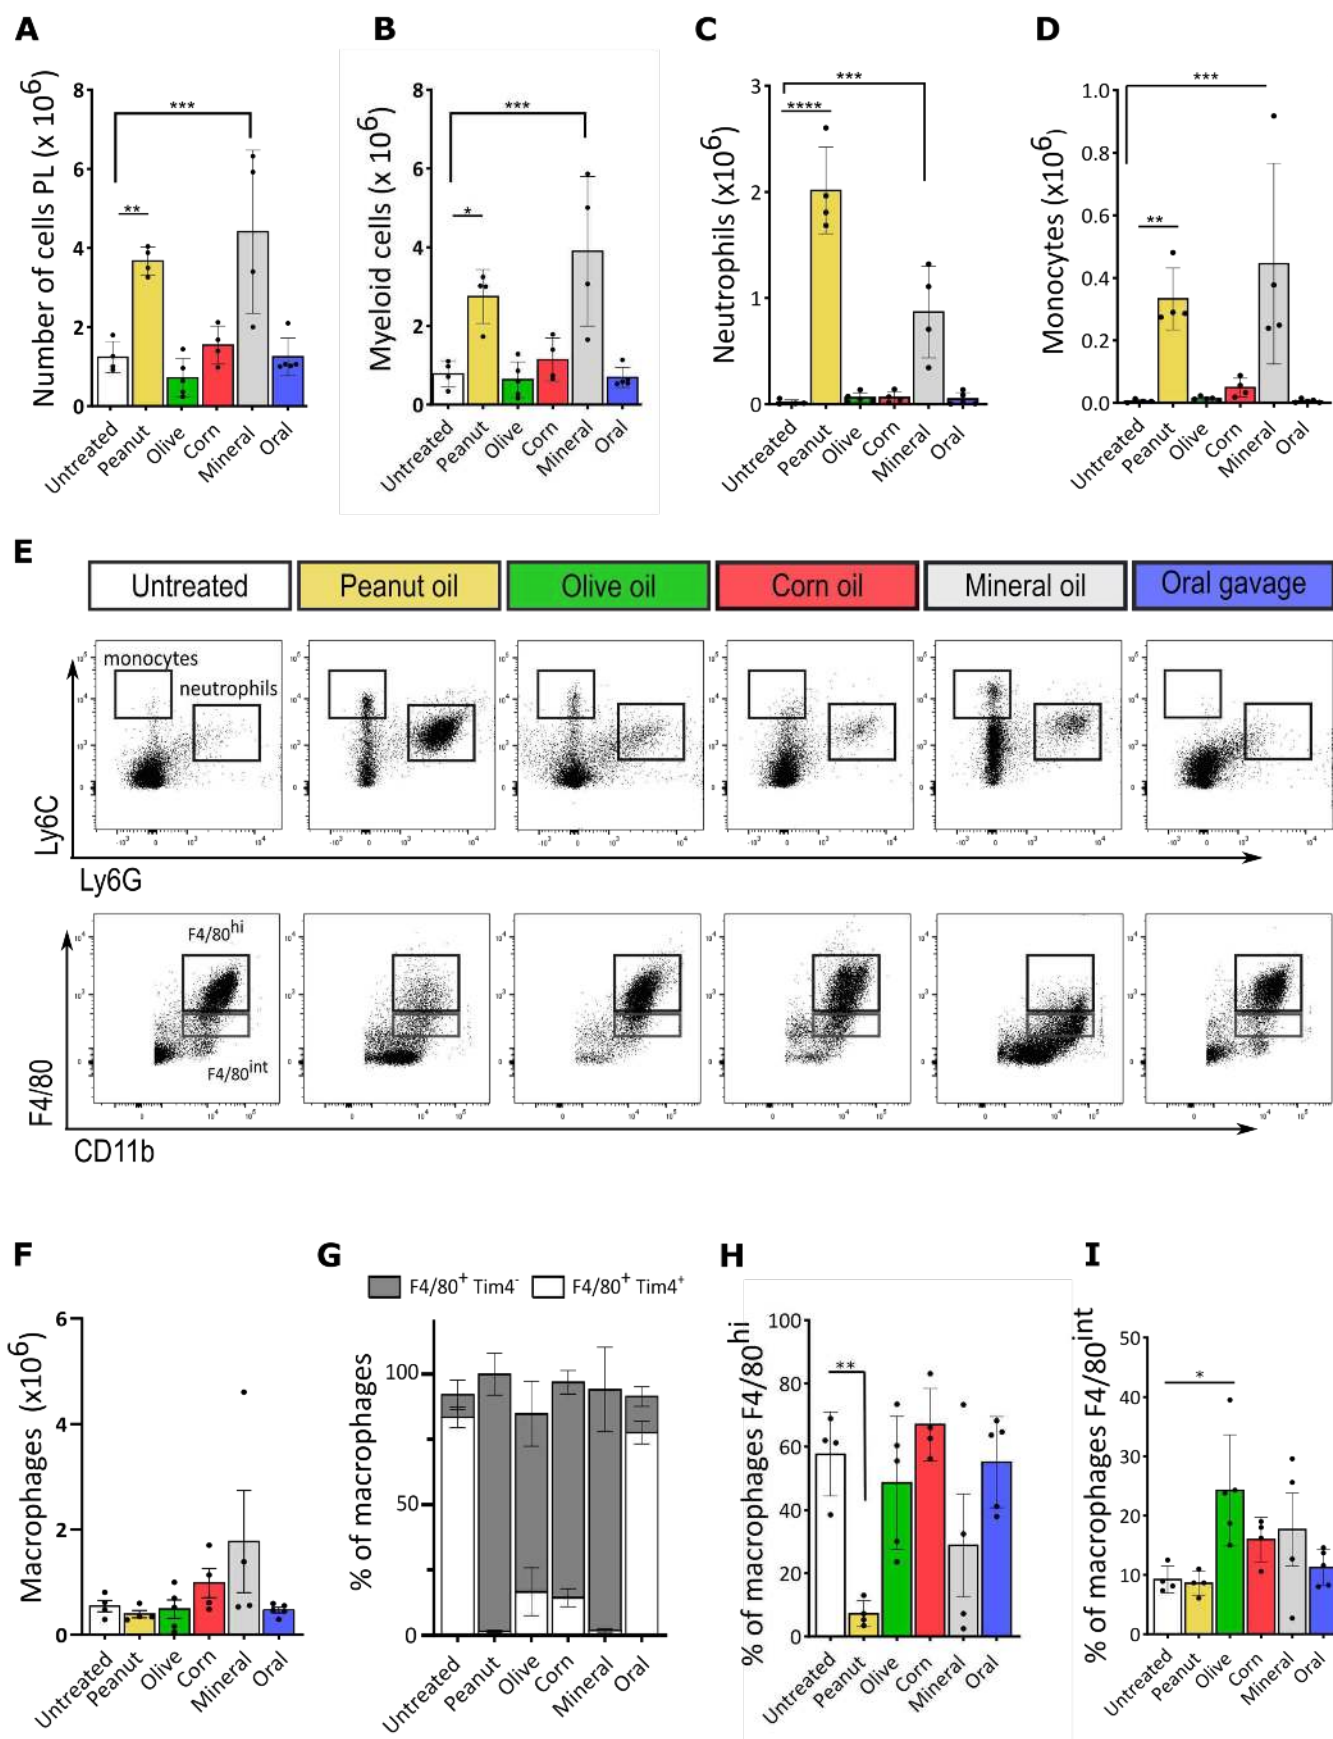 A
B
C
D
Number of cells PL (x 10^6)
8
6
4
2
0
***
**
Untreated
Peanut
Olive
Corn
Mineral
Oral
Myeloid cells (x 10^6)
8
6
4
2
0
***
*
Untreated
Peanut
Olive
Corn
Mineral
Oral
Neutrophils (x10^6)
3
2
1
0
***
****
Untreated
Peanut
Olive
Corn
Mineral
Oral
Monocytes (x10^6)
1.0
0.8
0.6
0.4
0.2
0.0
***
**
Untreated
Peanut
Olive
Corn
Mineral
Oral
E
Untreated
Peanut oil
Olive oil
Corn oil
Mineral oil
Oral gavage
monocytes
neutrophils
Ly6C
Ly6G
F4/80^hi
F4/80^int
F4/80
CD11b
F
G
H
I
Macrophages (x10^6)
6
4
2
0
Untreated
Peanut
Olive
Corn
Mineral
Oral
F4/80^+ Tim4^-
F4/80^+ Tim4^+
% of macrophages
100
50
0
Untreated
Peanut
Olive
Corn
Mineral
Oral
% of macrophages F4/80^hi
100
80
60
40
20
0
**
Untreated
Peanut
Olive
Corn
Mineral
Oral
% of macrophages F4/80^int
50
40
30
20
10
0
*
Untreated
Peanut
Olive
Corn
Mineral
Oral